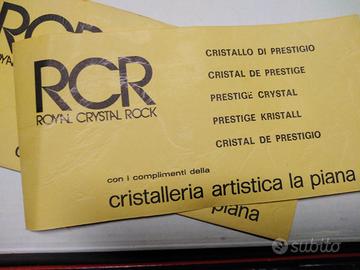 RCR
ROYAL CRYSTAL ROCK
CRISTALLO DI PRESTIGIO
CRISTAL DE PRESTIGE
PRESTIGE CRYSTAL
PRESTIGE KRISTALL
CRISTAL DE PRESTIGIO
con i complimenti della
cristalleria artistica la piana
piana
subito